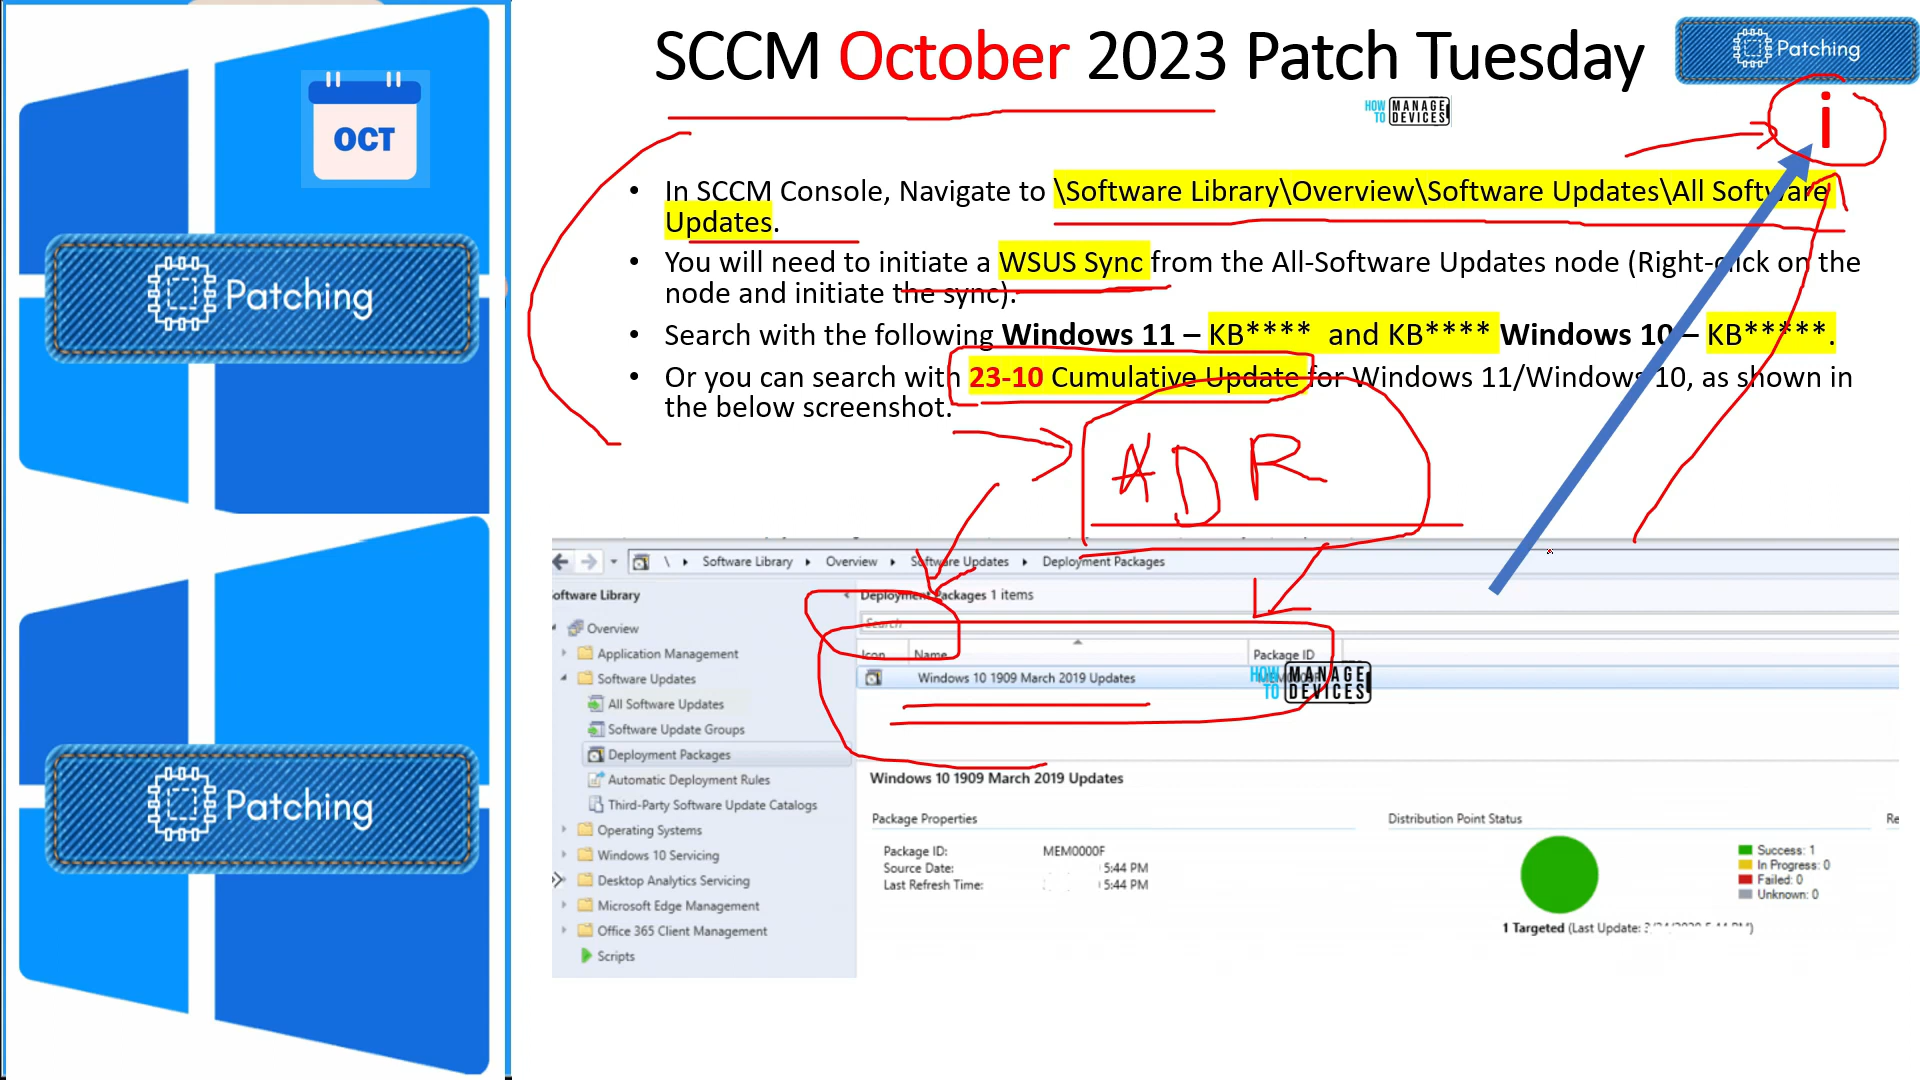 SCCM October 2023 Patch Tuesday
Patching
HOW TO MANAGE DEVICES
i
OCT
• In SCCM Console, Navigate to \Software Library\Overview\Software Updates\All Software
Updates.
• You will need to initiate a WSUS Sync from the All-Software Updates node (Right-click on the
node and initiate the sync).
• Search with the following Windows 11 – KB**** and KB**** Windows 10 – KB*****.
• Or you can search with 23-10 Cumulative Update for Windows 11/Windows 10, as shown in
the below screenshot.
ADR
Patching
Patching
\ Software Library Overview Software Updates Deployment Packages
oftware Library
Overview
Application Management
Software Updates
All Software Updates
Software Update Groups
Deployment Packages
Automatic Deployment Rules
Third-Party Software Update Catalogs
Operating Systems
Windows 10 Servicing
Desktop Analytics Servicing
Microsoft Edge Management
Office 365 Client Management
Scripts
Deployment Packages 1 items
Search
Icon Name Package ID
Windows 10 1909 March 2019 Updates
HOW TO MANAGE DEVICES
Windows 10 1909 March 2019 Updates
Package Properties
Package ID: MEM0000F
Source Date: 5:44 PM
Last Refresh Time: 5:44 PM
Distribution Point Status
Success: 1
In Progress: 0
Failed: 0
Unknown: 0
1 Targeted (Last Update:
Re